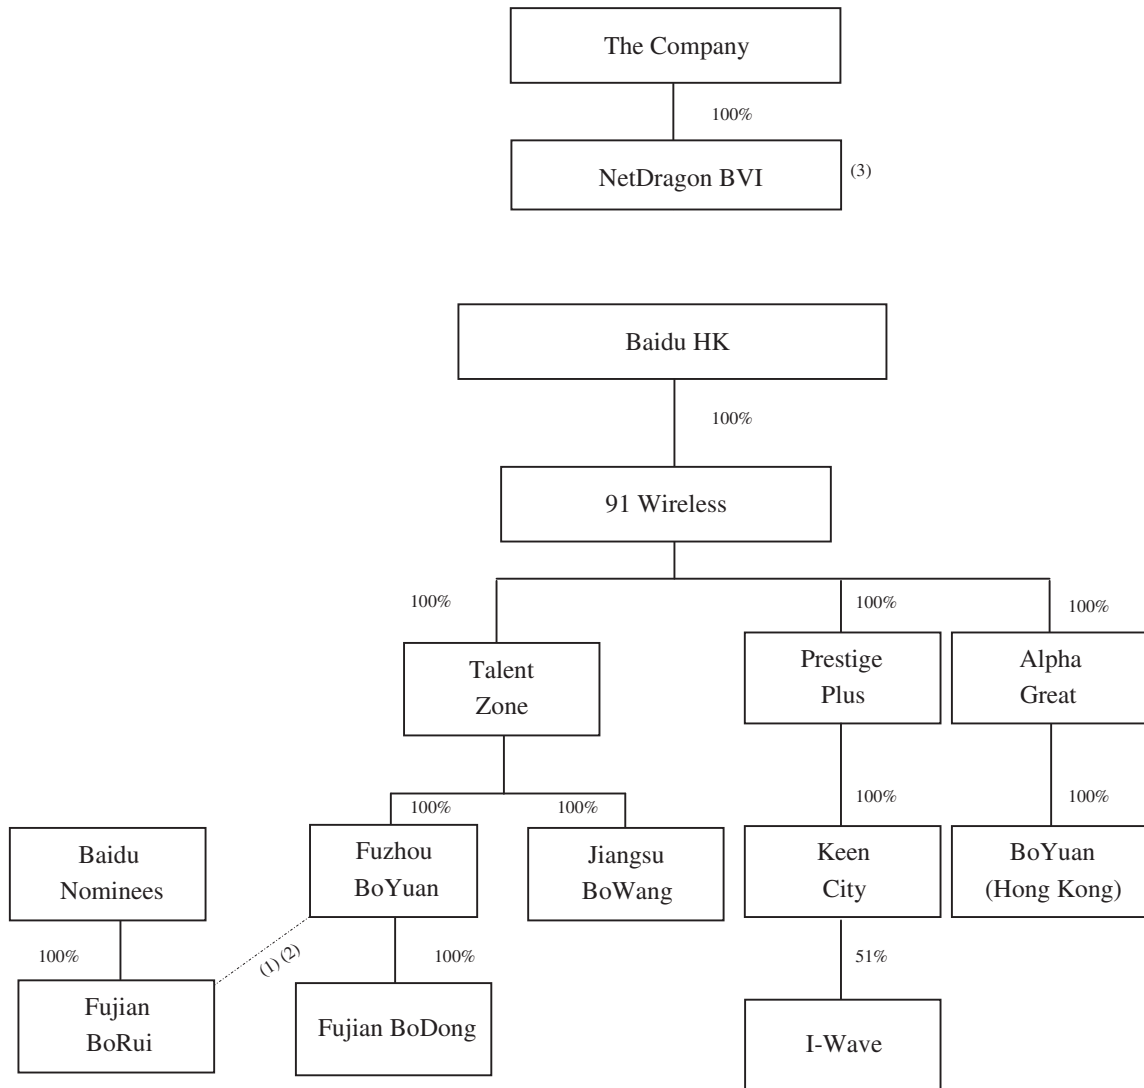 The Company
100%
NetDragon BVI
(3)
Baidu HK
100%
91 Wireless
100%
100%
100%
Talent
Zone
Prestige
Plus
Alpha
Great
100%
100%
100%
100%
Baidu
Nominees
Fuzhou
BoYuan
Jiangsu
BoWang
Keen
City
BoYuan
(Hong Kong)
100%
(1) (2)
100%
51%
Fujian
BoRui
Fujian BoDong
I-Wave